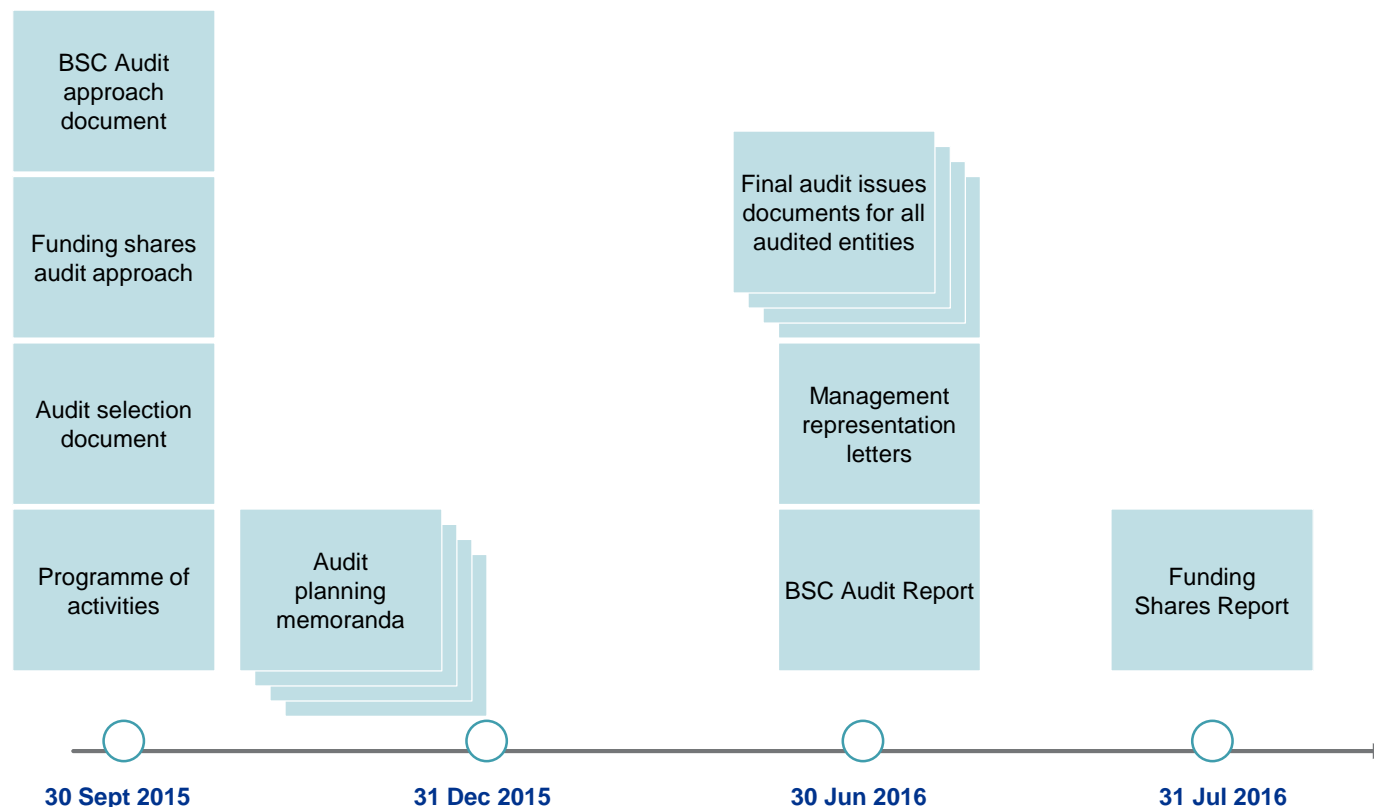 BSC Audit
approach
document
Funding shares
audit approach
Audit selection
document
Programme of
activities
Audit
planning
memoranda
Final audit issues
documents for all
audited entities
Management
representation
letters
BSC Audit Report
Funding
Shares Report
30 Sept 2015
31 Dec 2015
30 Jun 2016
31 Jul 2016